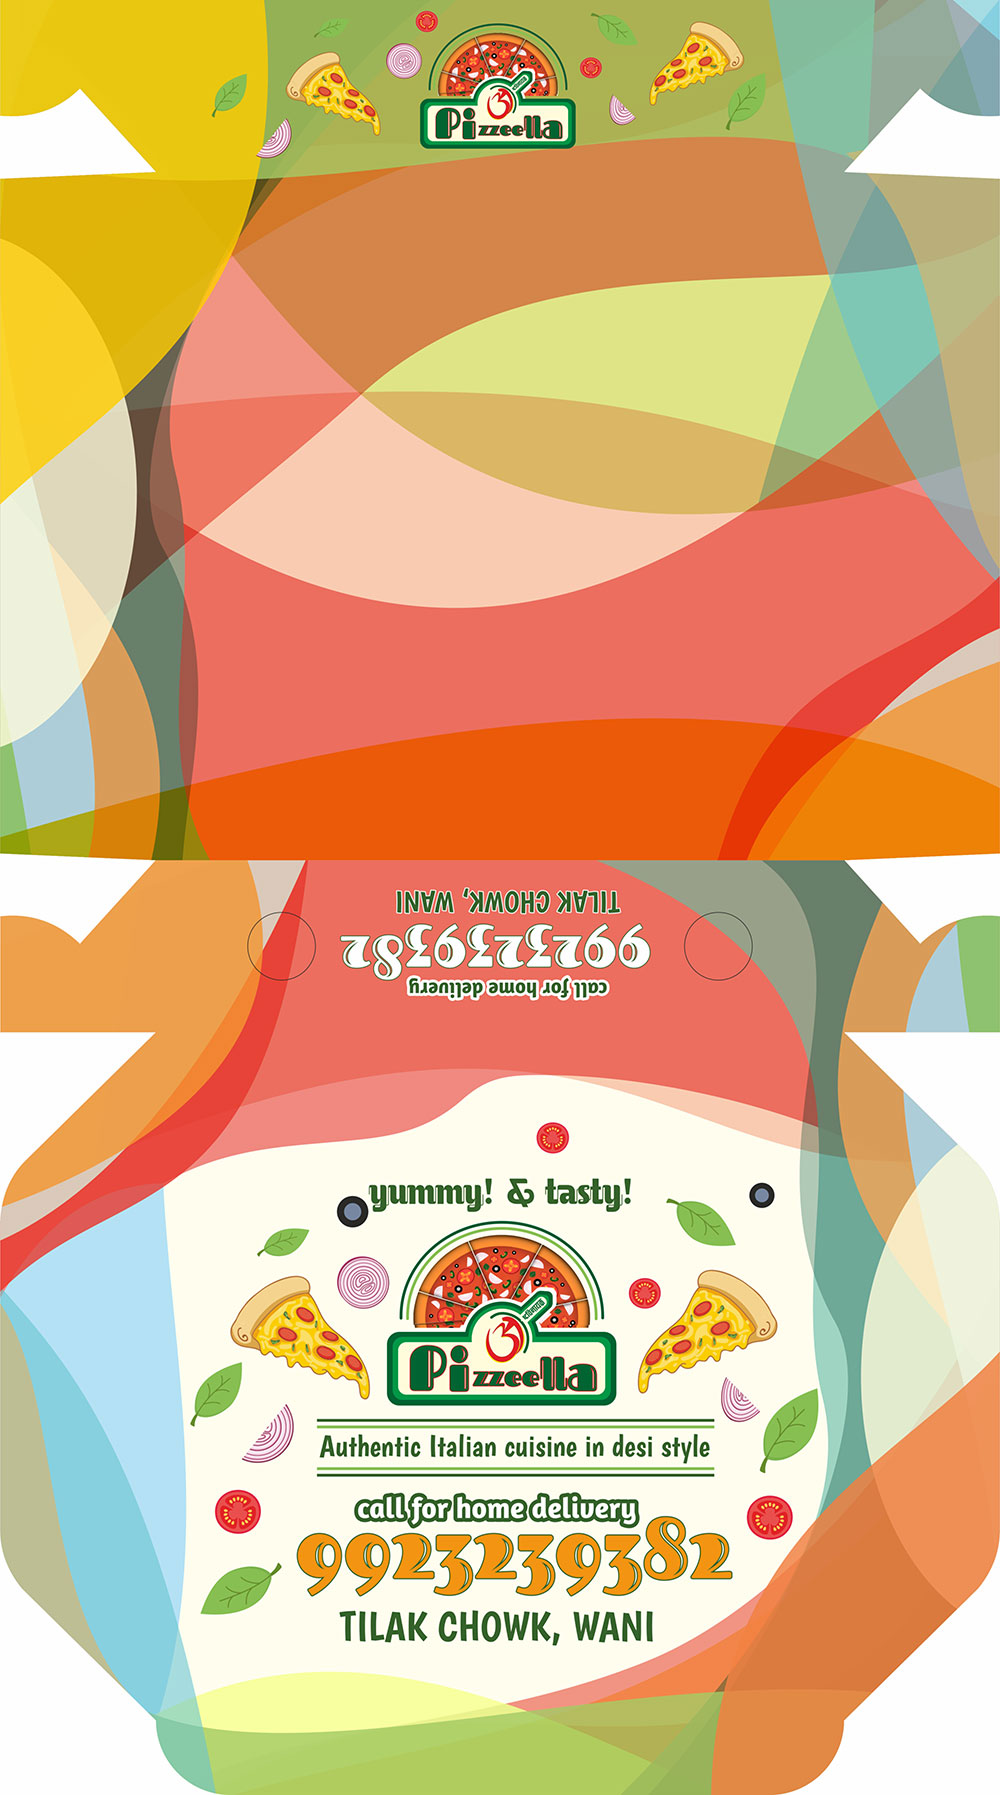 Pizzeella
call for home delivery
9923239382
TILAK CHOWK, WANI
yummy! & tasty!
Pizzeella
Authentic Italian cuisine in desi style
call for home delivery
9923239382
TILAK CHOWK, WANI